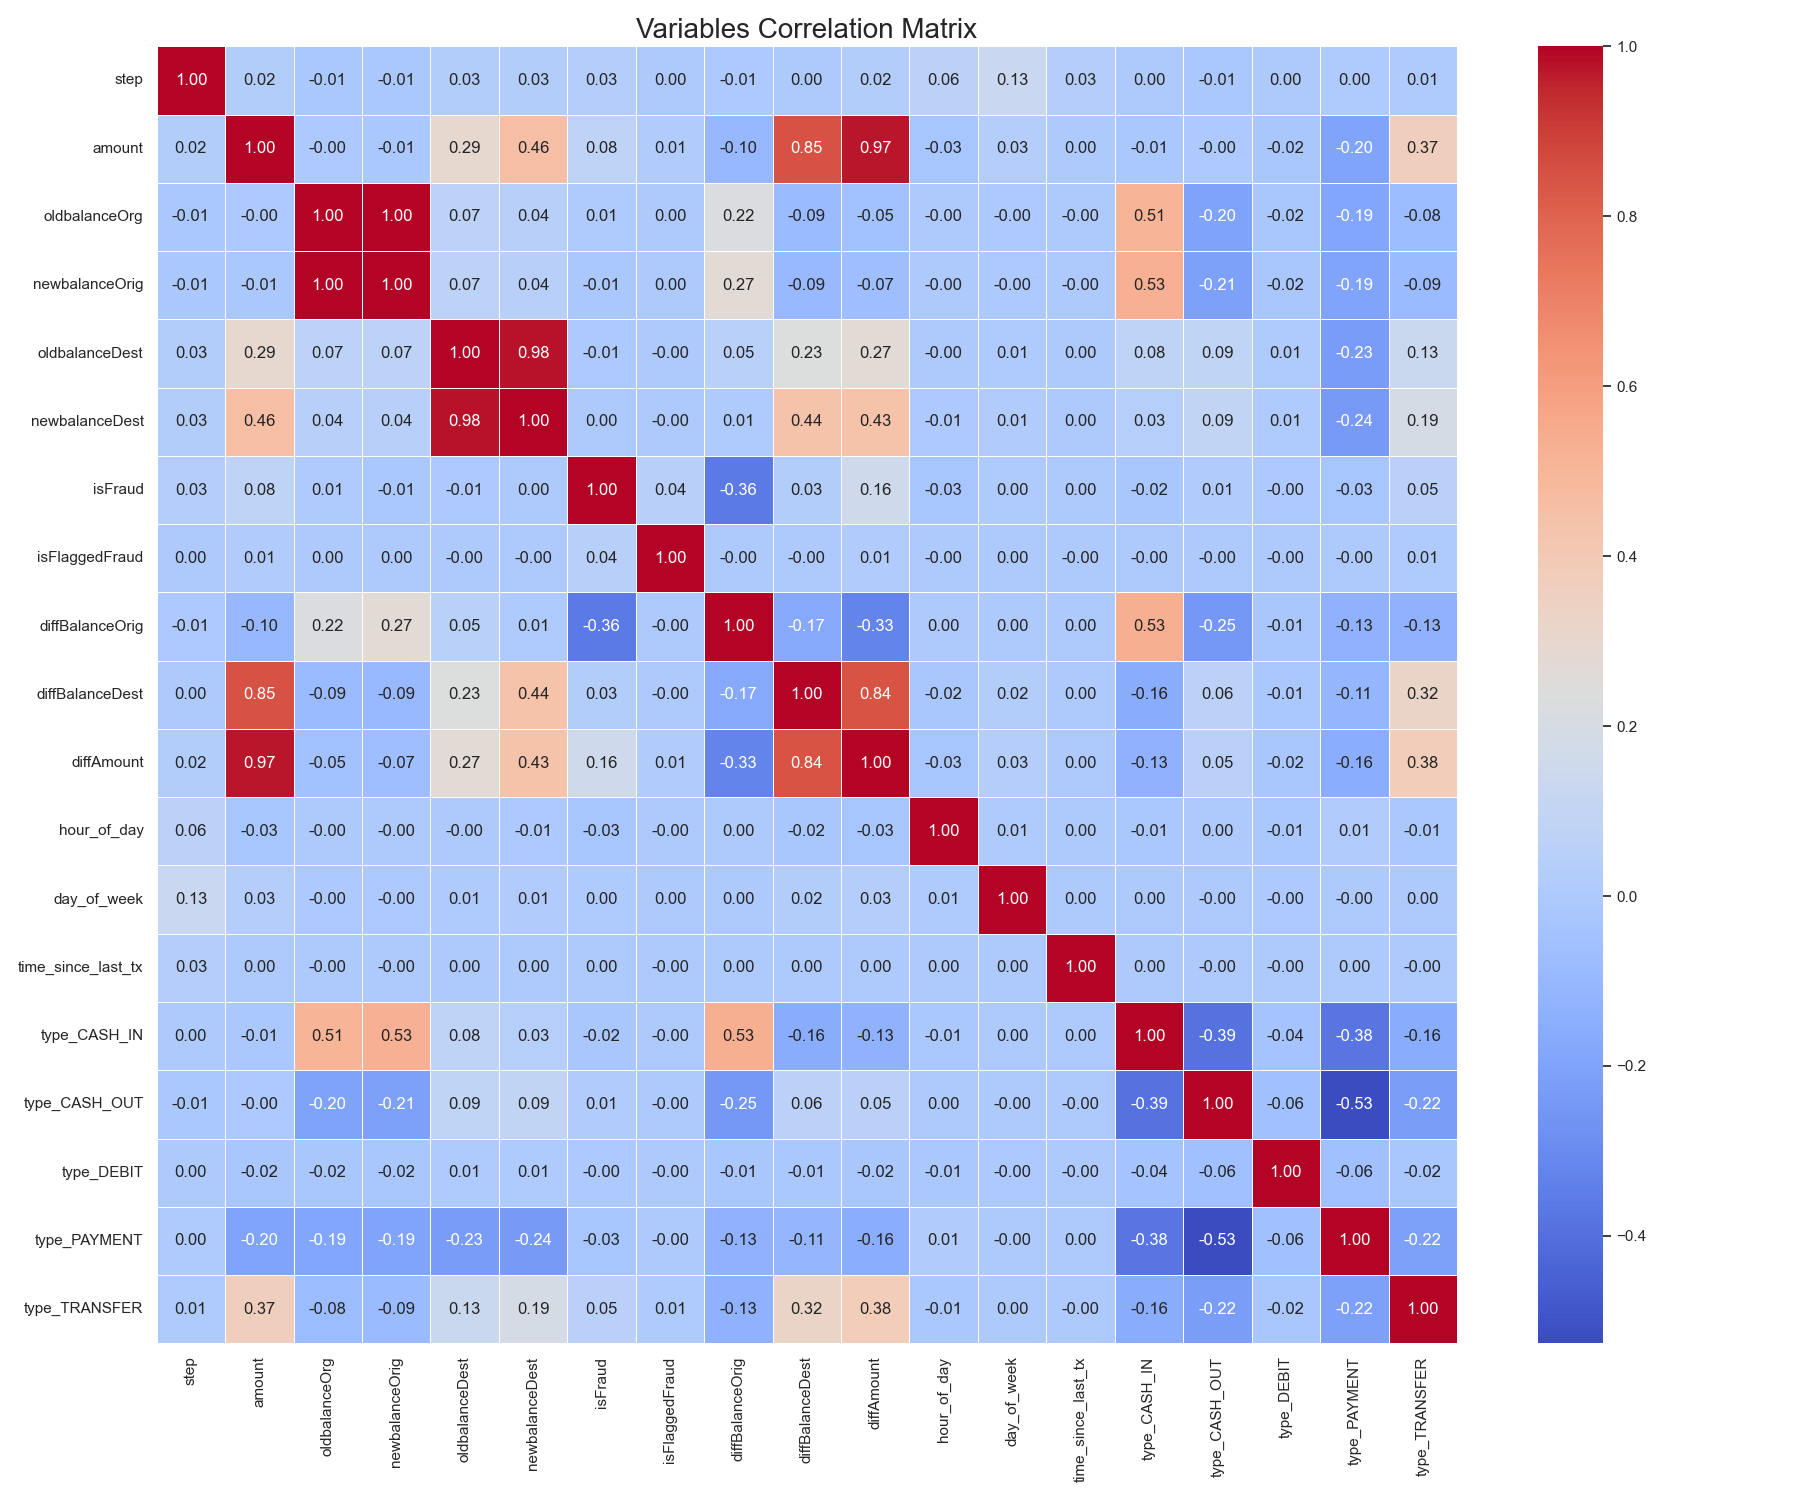 Variables Correlation Matrix
step 1.00 0.02 -0.01 -0.01 0.03 0.03 0.03 0.00 -0.01 0.00 0.02 0.06 0.13 0.03 0.00 -0.01 0.00 0.00 0.01
amount 0.02 1.00 -0.00 -0.01 0.29 0.46 0.08 0.01 -0.10 0.85 0.97 -0.03 0.03 0.00 -0.01 -0.00 -0.02 -0.20 0.37
oldbalanceOrg -0.01 -0.00 1.00 1.00 0.07 0.04 0.01 0.00 0.22 -0.09 -0.05 -0.00 -0.00 -0.00 0.51 -0.20 -0.02 -0.19 -0.08
newbalanceOrig -0.01 -0.01 1.00 1.00 0.07 0.04 -0.01 0.00 0.27 -0.09 -0.07 -0.00 -0.00 -0.00 0.53 -0.21 -0.02 -0.19 -0.09
oldbalanceDest 0.03 0.29 0.07 0.07 1.00 0.98 -0.01 -0.00 0.05 0.23 0.27 -0.00 0.01 0.00 0.08 0.09 0.01 -0.23 0.13
newbalanceDest 0.03 0.46 0.04 0.04 0.98 1.00 0.00 -0.00 0.01 0.44 0.43 -0.01 0.01 0.00 0.03 0.09 0.01 -0.24 0.19
isFraud 0.03 0.08 0.01 -0.01 -0.01 0.00 1.00 0.04 -0.36 0.03 0.16 -0.03 0.00 0.00 -0.02 0.01 -0.00 -0.03 0.05
isFlaggedFraud 0.00 0.01 0.00 0.00 -0.00 -0.00 0.04 1.00 -0.00 -0.00 0.01 -0.00 0.00 -0.00 -0.00 -0.00 -0.00 -0.00 0.01
diffBalanceOrig -0.01 -0.10 0.22 0.27 0.05 0.01 -0.36 -0.00 1.00 -0.17 -0.33 0.00 0.00 0.00 0.53 -0.25 -0.01 -0.13 -0.13
diffBalanceDest 0.00 0.85 -0.09 -0.09 0.23 0.44 0.03 -0.00 -0.17 1.00 0.84 -0.02 0.02 0.00 -0.16 0.06 -0.01 -0.11 0.32
diffAmount 0.02 0.97 -0.05 -0.07 0.27 0.43 0.16 0.01 -0.33 0.84 1.00 -0.03 0.03 0.00 -0.13 0.05 -0.02 -0.16 0.38
hour_of_day 0.06 -0.03 -0.00 -0.00 -0.00 -0.01 -0.03 -0.00 0.00 -0.02 -0.03 1.00 0.01 0.00 -0.01 0.00 -0.01 0.01 -0.01
day_of_week 0.13 0.03 -0.00 -0.00 0.01 0.01 0.00 0.00 0.00 0.02 0.03 0.01 1.00 0.00 0.00 -0.00 -0.00 -0.00 0.00
time_since_last_tx 0.03 0.00 -0.00 -0.00 0.00 0.00 0.00 -0.00 0.00 0.00 0.00 0.00 0.00 1.00 0.00 -0.00 -0.00 0.00 -0.00
type_CASH_IN 0.00 -0.01 0.51 0.53 0.08 0.03 -0.02 -0.00 0.53 -0.16 -0.13 -0.01 0.00 0.00 1.00 -0.39 -0.04 -0.38 -0.16
type_CASH_OUT -0.01 -0.00 -0.20 -0.21 0.09 0.09 0.01 -0.00 -0.25 0.06 0.05 0.00 -0.00 -0.00 -0.39 1.00 -0.06 -0.53 -0.22
type_DEBIT 0.00 -0.02 -0.02 -0.02 0.01 0.01 -0.00 -0.00 -0.01 -0.01 -0.02 -0.01 -0.00 -0.00 -0.04 -0.06 1.00 -0.06 -0.02
type_PAYMENT 0.00 -0.20 -0.19 -0.19 -0.23 -0.24 -0.03 -0.00 -0.13 -0.11 -0.16 0.01 -0.00 0.00 -0.38 -0.53 -0.06 1.00 -0.22
type_TRANSFER 0.01 0.37 -0.08 -0.09 0.13 0.19 0.05 0.01 -0.13 0.32 0.38 -0.01 0.00 -0.00 -0.16 -0.22 -0.02 -0.22 1.00
step
amount
oldbalanceOrg
newbalanceOrig
oldbalanceDest
newbalanceDest
isFraud
isFlaggedFraud
diffBalanceOrig
diffBalanceDest
diffAmount
hour_of_day
day_of_week
time_since_last_tx
type_CASH_IN
type_CASH_OUT
type_DEBIT
type_PAYMENT
type_TRANSFER
1.0
0.8
0.6
0.4
0.2
0.0
−0.2
−0.4